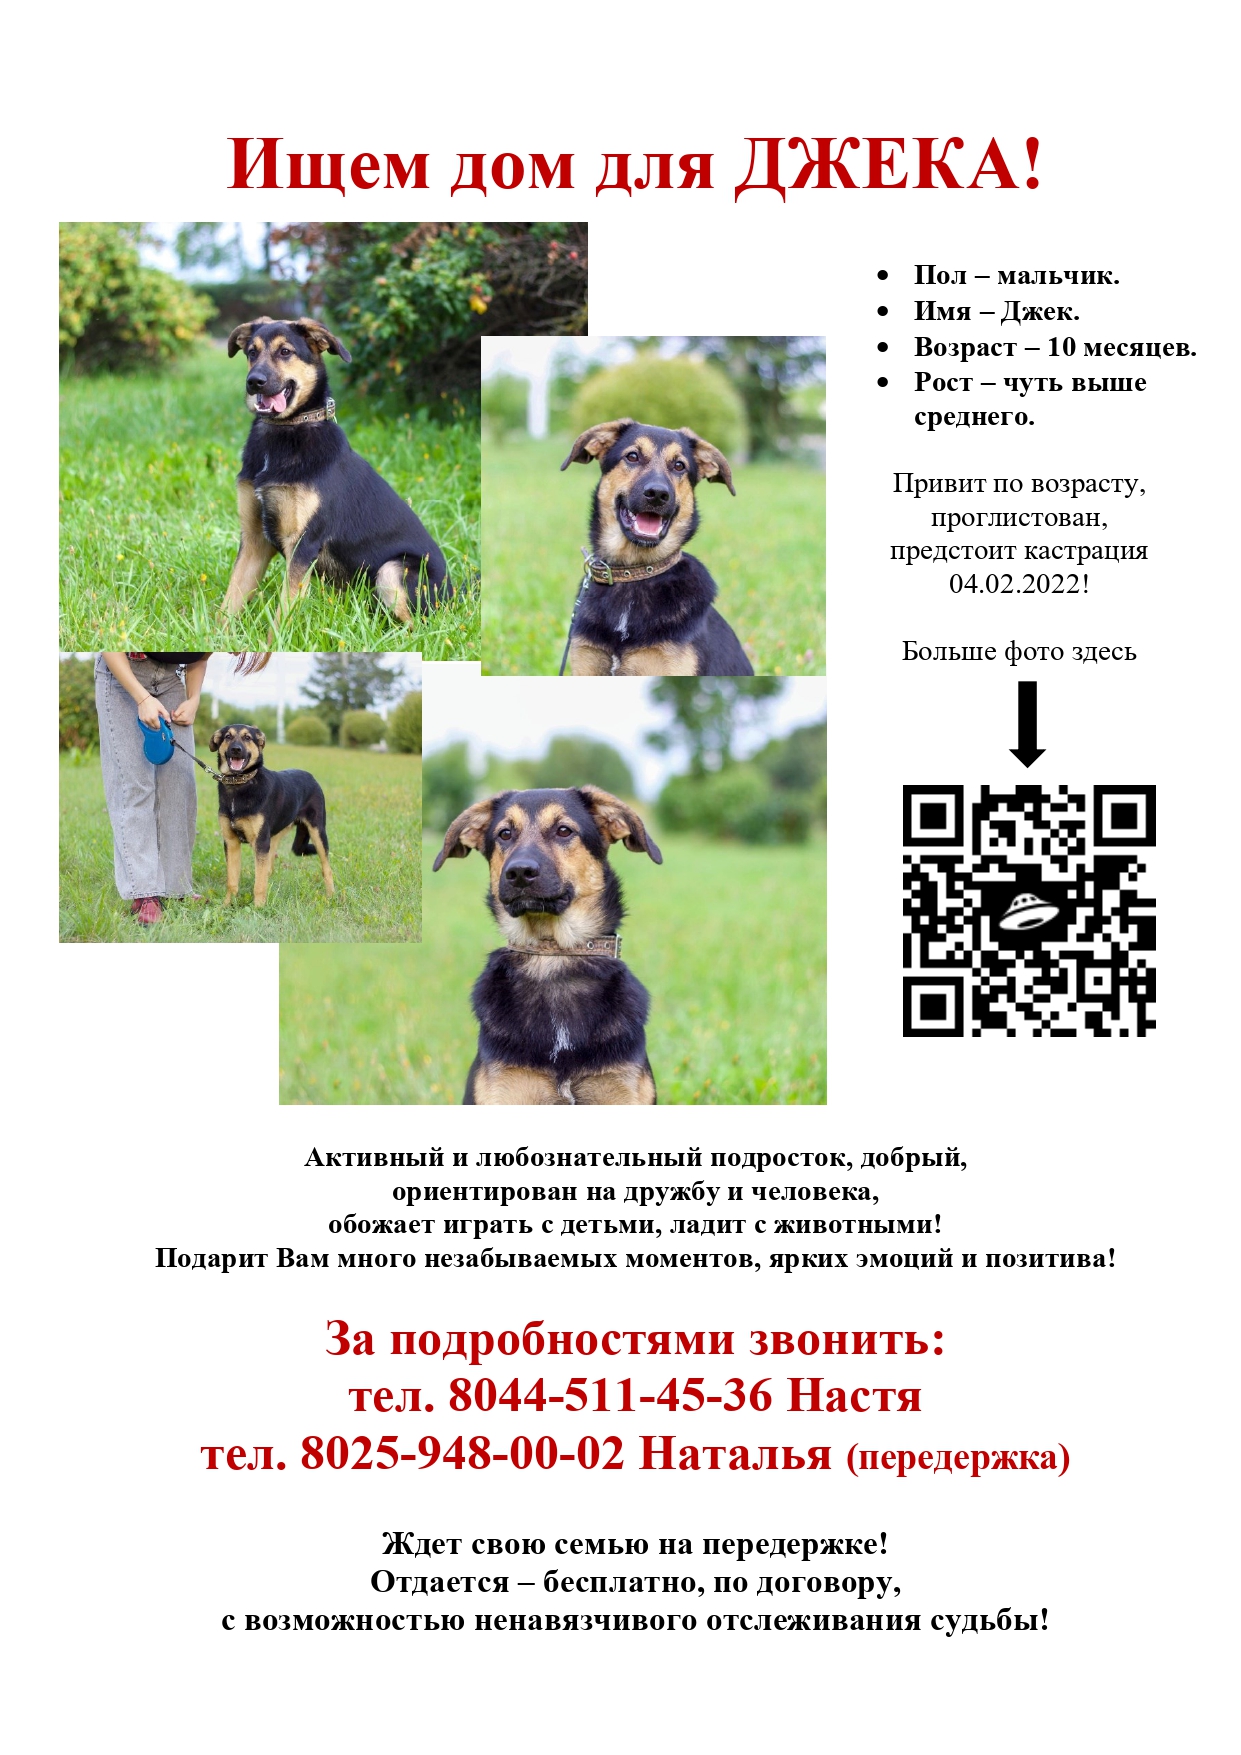 Ищем дом для ДЖЕКА!
• Пол – мальчик.
• Имя – Джек.
• Возраст – 10 месяцев.
• Рост – чуть выше
среднего.
Привит по возрасту,
проглистован,
предстоит кастрация
04.02.2022!
Больше фото здесь
Активный и любознательный подросток, добрый,
ориентирован на дружбу и человека,
обожает играть с детьми, ладит с животными!
Подарит Вам много незабываемых моментов, ярких эмоций и позитива!
За подробностями звонить:
тел. 8044-511-45-36 Настя
тел. 8025-948-00-02 Наталья (передержка)
Ждет свою семью на передержке!
Отдается – бесплатно, по договору,
с возможностью ненавязчивого отслеживания судьбы!